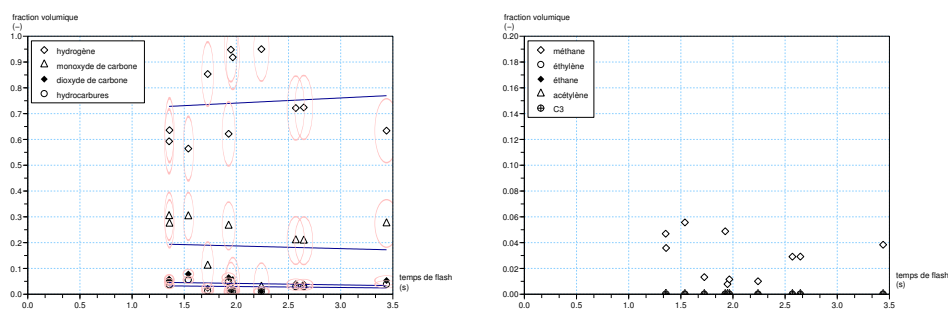 fraction volumique
(−)
1.0
0.9
0.8
0.7
0.6
0.5
0.4
0.3
0.2
0.1
0.0
hydrogène
monoxyde de carbone
dioxyde de carbone
hydrocarbures
0.0 0.5 1.0 1.5 2.0 2.5 3.0 3.5
temps de flash
(s)
fraction volumique
(−)
0.20
0.18
0.16
0.14
0.12
0.10
0.08
0.06
0.04
0.02
0.00
méthane
éthylène
éthane
acétylène
C3
0.0 0.5 1.0 1.5 2.0 2.5 3.0 3.5
temps de flash
(s)